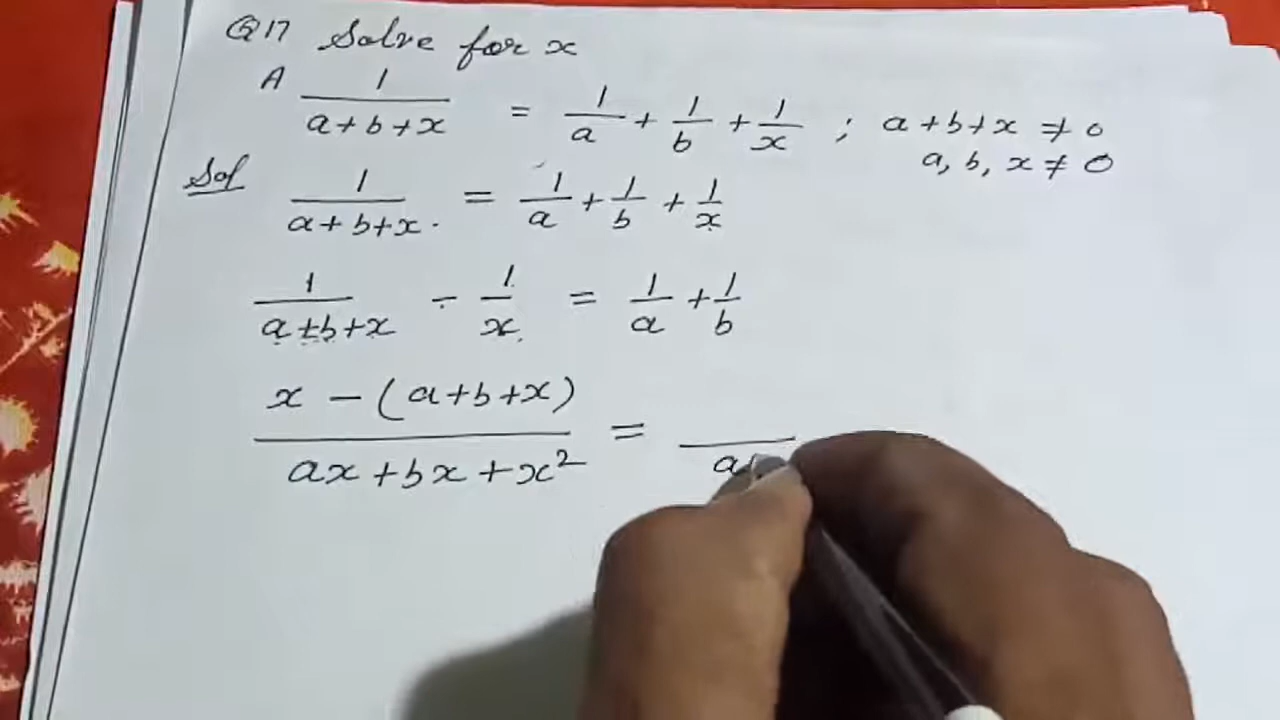 Q17 Solve for x
A 1/(a+b+x) = 1/a + 1/b + 1/x ; a+b+x ≠ 0
a, b, x ≠ 0
Sol 1/(a+b+x) = 1/a + 1/b + 1/x
1/(a+b+x) - 1/x = 1/a + 1/b
(x - (a+b+x))/(ax+bx+x²) = /a